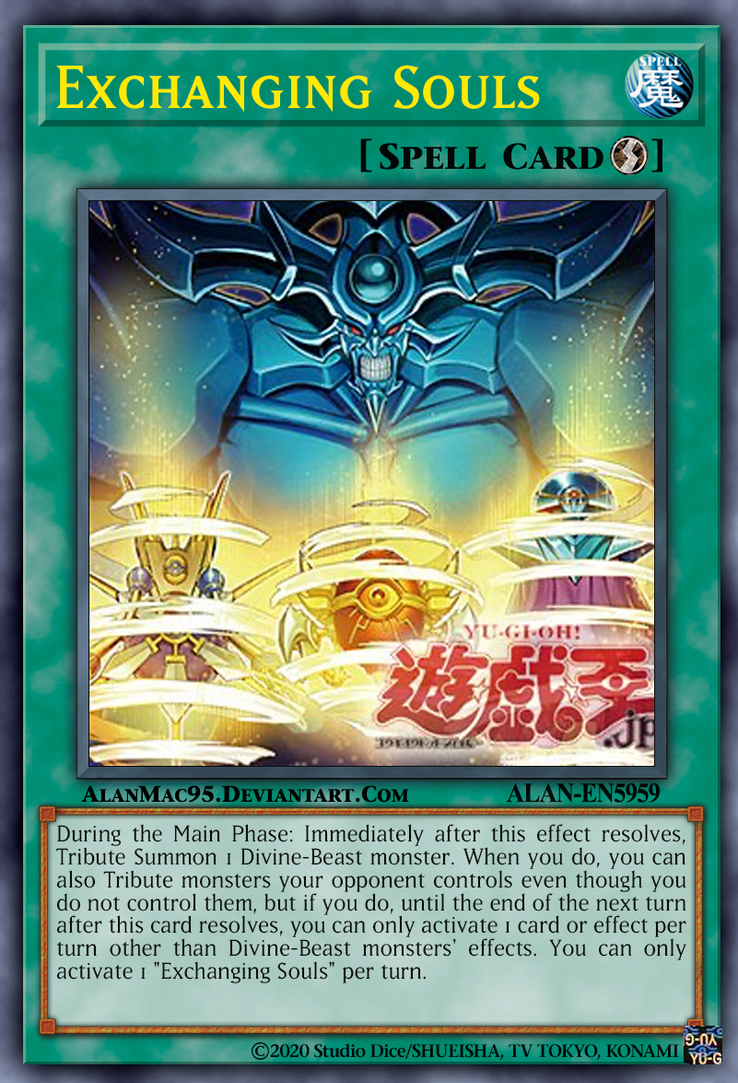 Exchanging Souls
SPELL
魔
[Spell Card]
YU-GI-OH!
遊戯王
.jp
AlanMac95.Deviantart.Com ALAN-EN5959
During the Main Phase: Immediately after this effect resolves,
Tribute Summon 1 Divine-Beast monster. When you do, you can
also Tribute monsters your opponent controls even though you
do not control them, but if you do, until the end of the next turn
after this card resolves, you can only activate 1 card or effect per
turn other than Divine-Beast monsters' effects. You can only
activate 1 "Exchanging Souls" per turn.
©2020 Studio Dice/SHUEISHA, TV TOKYO, KONAMI
YU-G